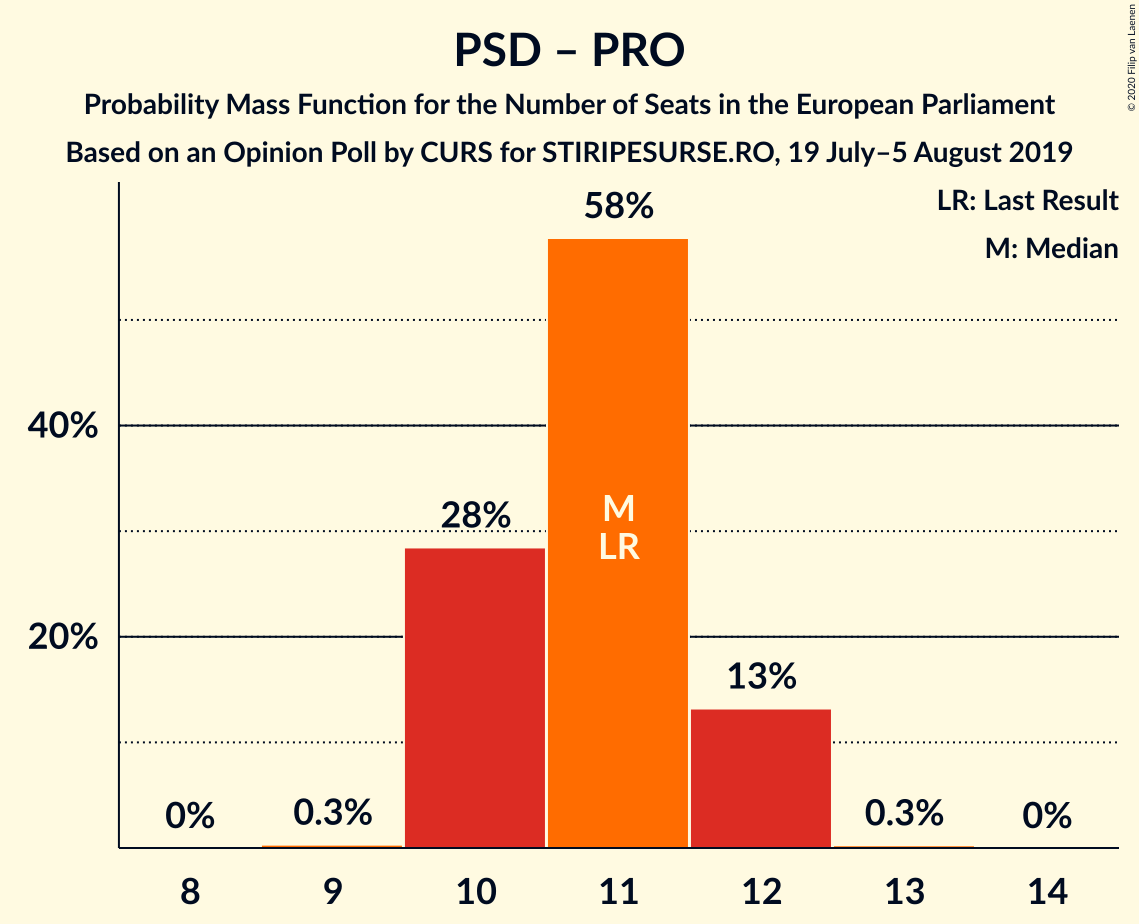 PSD – PRO
Probability Mass Function for the Number of Seats in the European Parliament
Based on an Opinion Poll by CURS for STIRIPESURSE.RO, 19 July–5 August 2019
© 2020 Filip van Laenen
LR: Last Result
M: Median
58%
40%
28%
M
LR
20%
13%
0%
0.3%
0.3%
0%
8
9
10
11
12
13
14